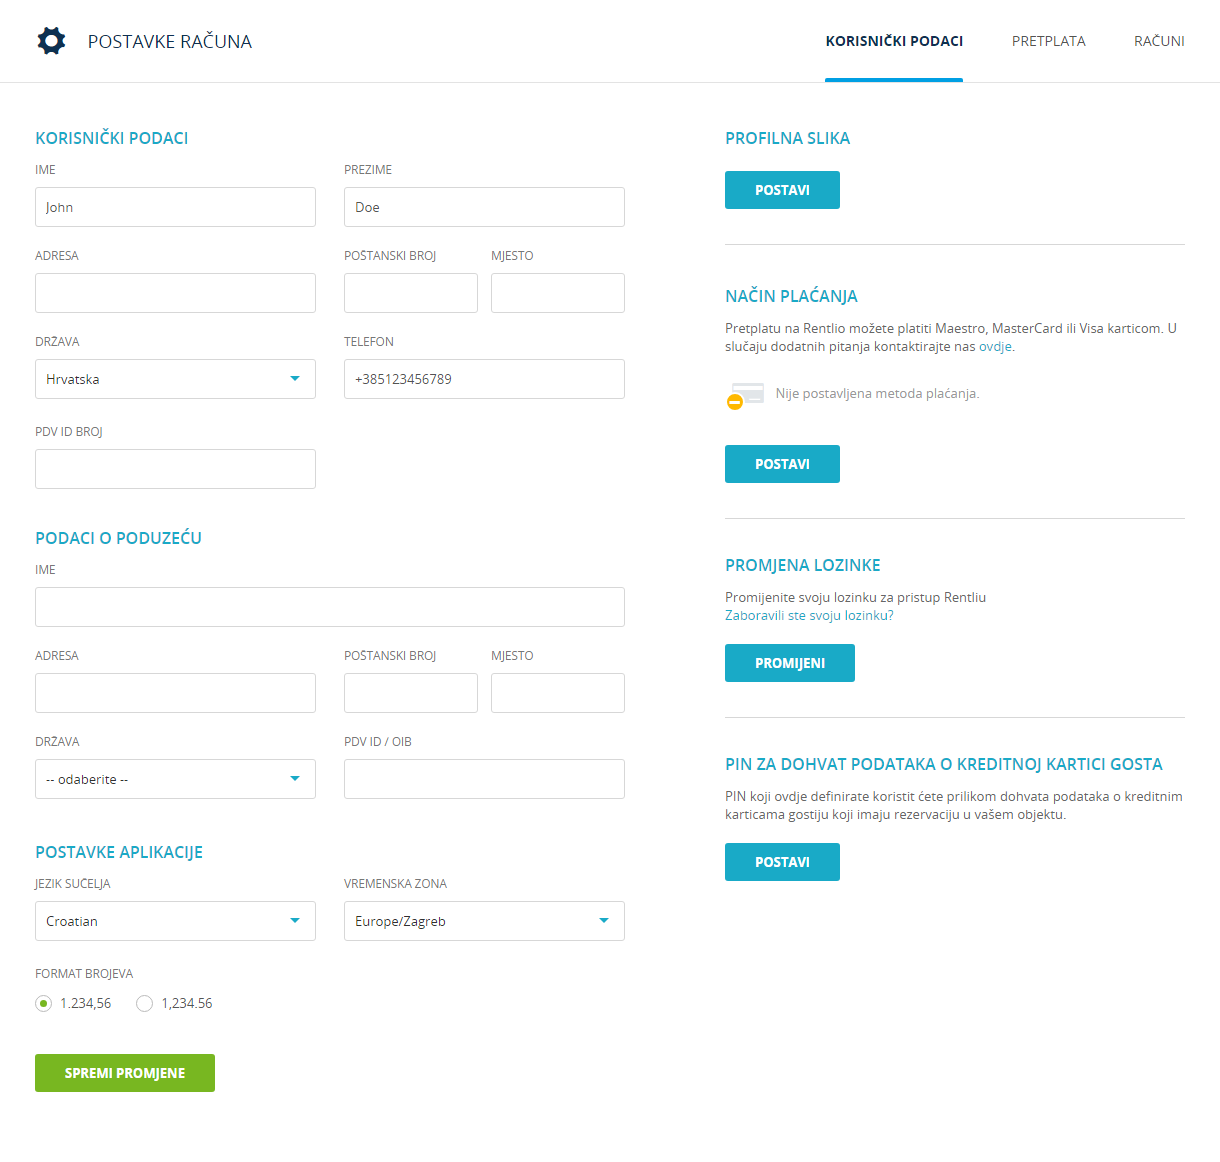 POSTAVKE RAČUNA
KORISNIČKI PODACI
PRETPLATA
RAČUNI
KORISNIČKI PODACI
IME
PREZIME
John
Doe
ADRESA
POŠTANSKI BROJ
MJESTO
DRŽAVA
TELEFON
Hrvatska
+385123456789
PDV ID BROJ
PODACI O PODUZEĆU
IME
ADRESA
POŠTANSKI BROJ
MJESTO
DRŽAVA
PDV ID / OIB
-- odaberite --
POSTAVKE APLIKACIJE
JEZIK SUČELJA
VREMENSKA ZONA
Croatian
Europe/Zagreb
FORMAT BROJEVA
1.234,56
1,234.56
SPREMI PROMJENE
PROFILNA SLIKA
POSTAVI
NAČIN PLAĆANJA
Pretplatu na Rentlio možete platiti Maestro, MasterCard ili Visa karticom. U
slučaju dodatnih pitanja kontaktirajte nas ovdje.
Nije postavljena metoda plaćanja.
POSTAVI
PROMJENA LOZINKE
Promijenite svoju lozinku za pristup Rentliu
Zaboravili ste svoju lozinku?
PROMIJENI
PIN ZA DOHVAT PODATAKA O KREDITNOJ KARTICI GOSTA
PIN koji ovdje definirate koristit ćete prilikom dohvata podataka o kreditnim
karticama gostiju koji imaju rezervaciju u vašem objektu.
POSTAVI